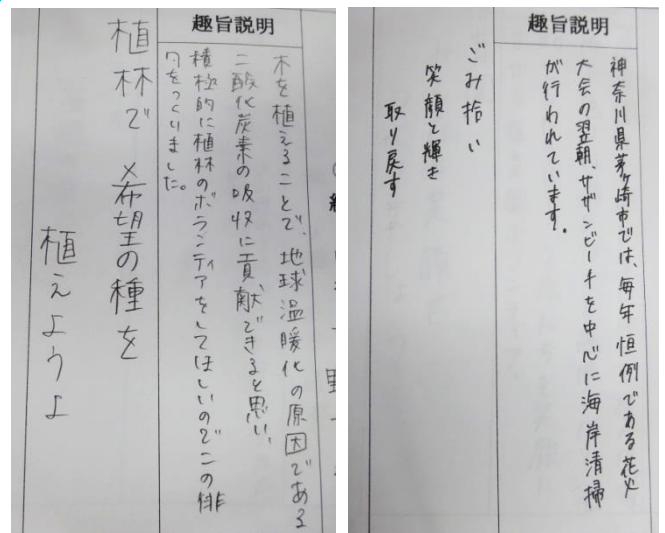 趣旨説明
木を植えることで、地球温暖化の原因である
二酸化炭素の吸収に貢献できると思い、
積極的に植林のボランティアをしてほしいのでこの俳
句をつくりました。
植林で 希望の種を
植えようよ
趣旨説明
神奈川県茅ヶ崎市では、毎年恒例である花火
大会の翌朝、サザンビーチを中心に海岸清掃
が行われています。
ごみ拾い
笑顔と輝き
取り戻す